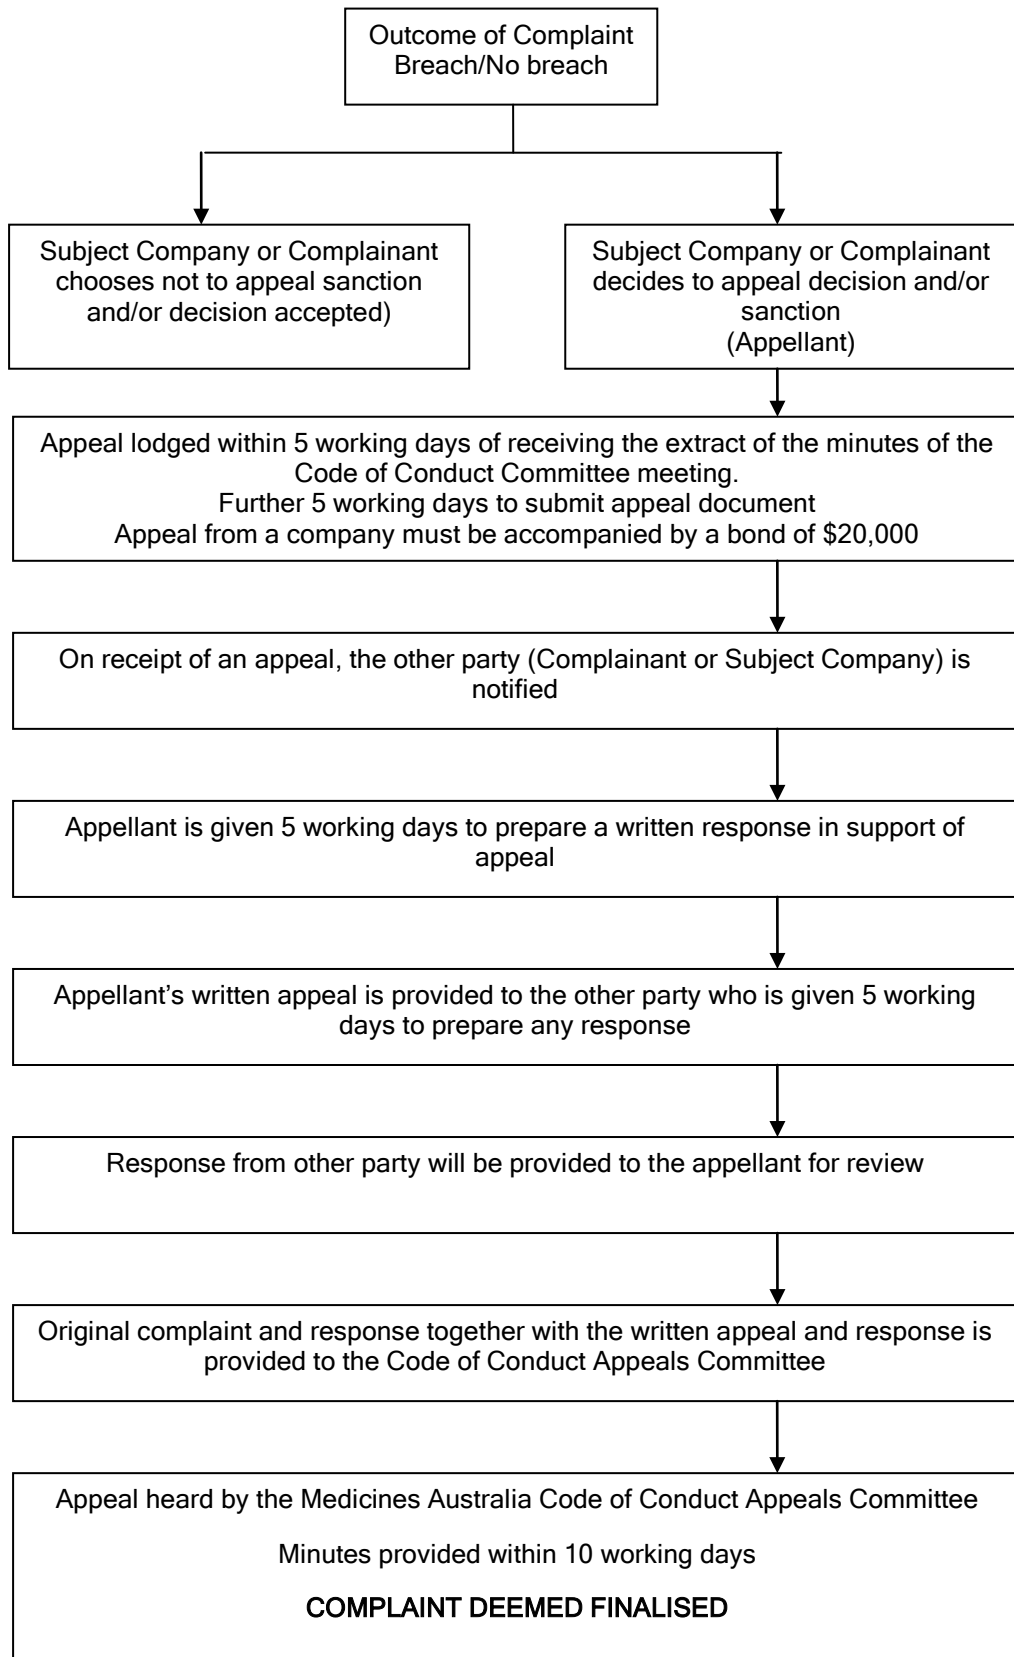 Outcome of Complaint
Breach/No breach
Subject Company or Complainant
chooses not to appeal sanction
and/or decision accepted)
Subject Company or Complainant
decides to appeal decision and/or
sanction
(Appellant)
Appeal lodged within 5 working days of receiving the extract of the minutes of the
Code of Conduct Committee meeting.
Further 5 working days to submit appeal document
Appeal from a company must be accompanied by a bond of $20,000
On receipt of an appeal, the other party (Complainant or Subject Company) is
notified
Appellant is given 5 working days to prepare a written response in support of
appeal
Appellant’s written appeal is provided to the other party who is given 5 working
days to prepare any response
Response from other party will be provided to the appellant for review
Original complaint and response together with the written appeal and response is
provided to the Code of Conduct Appeals Committee
Appeal heard by the Medicines Australia Code of Conduct Appeals Committee
Minutes provided within 10 working days
COMPLAINT DEEMED FINALISED